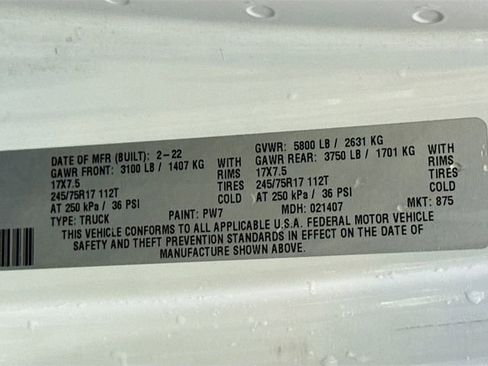 DATE OF MFR (BUILT): 2-22 GVWR: 5800 LB / 2631 KG
GAWR FRONT: 3100 LB / 1407 KG WITH GAWR REAR: 3750 LB / 1701 KG WITH
17X7.5 RIMS 17X7.5 RIMS
245/75R17 112T TIRES 245/75R17 112T TIRES
AT 250 kPa / 36 PSI COLD AT 250 kPa / 36 PSI COLD
TYPE: TRUCK PAINT: PW7 MDH: 021407 MKT: 875
THIS VEHICLE CONFORMS TO ALL APPLICABLE U.S.A. FEDERAL MOTOR VEHICLE
SAFETY AND THEFT PREVENTION STANDARDS IN EFFECT ON THE DATE OF
MANUFACTURE SHOWN ABOVE.